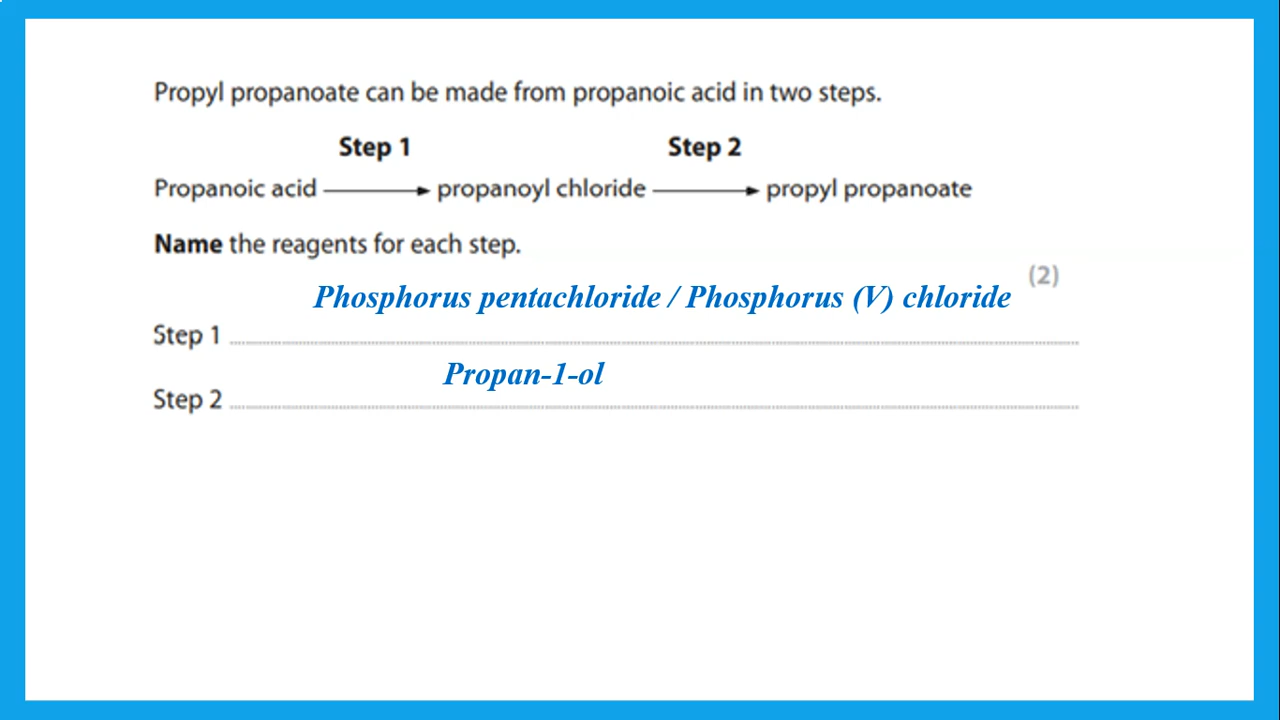 Propyl propanoate can be made from propanoic acid in two steps.
Step 1 Step 2
Propanoic acid propanoyl chloride propyl propanoate
Name the reagents for each step.
(2)
Phosphorus pentachloride / Phosphorus (V) chloride
Step 1
Propan-1-ol
Step 2